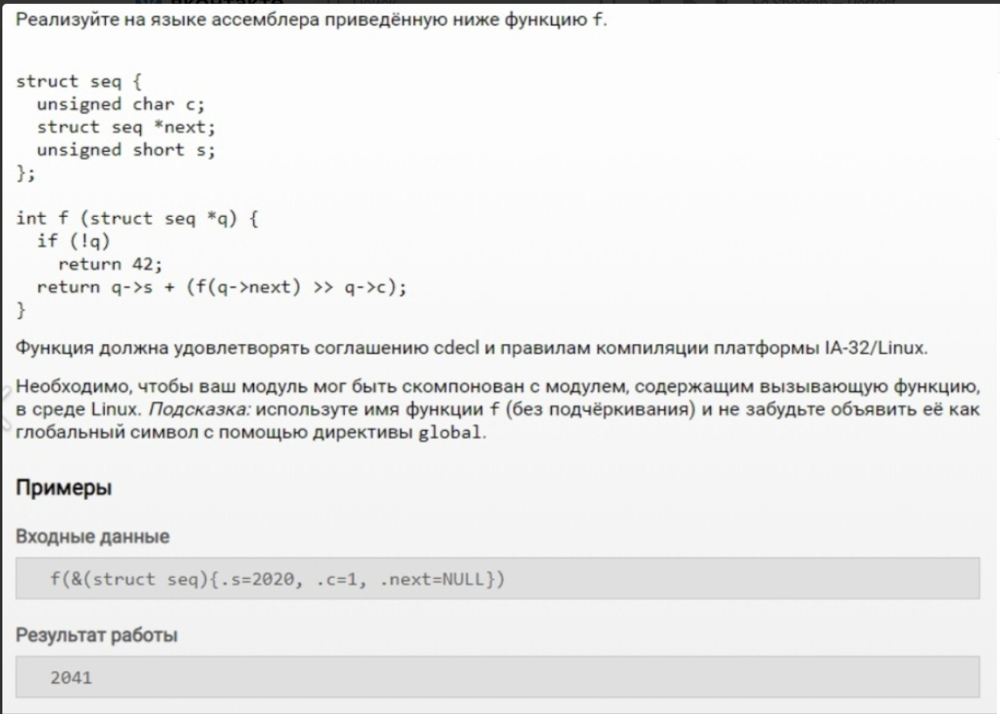 Реализуйте на языке ассемблера приведённую ниже функцию f.
struct seq {
unsigned char c;
struct seq *next;
unsigned short s;
};
int f (struct seq *q) {
if (!q)
return 42;
return q->s + (f(q->next) >> q->c);
}
Функция должна удовлетворять соглашению cdecl и правилам компиляции платформы IA-32/Linux.
Необходимо, чтобы ваш модуль мог быть скомпонован с модулем, содержащим вызывающую функцию,
в среде Linux. Подсказка: используте имя функции f (без подчёркивания) и не забудьте объявить её как
глобальный символ с помощью директивы global.
Примеры
Входные данные
f(&(struct seq){.s=2020, .c=1, .next=NULL})
Результат работы
2041